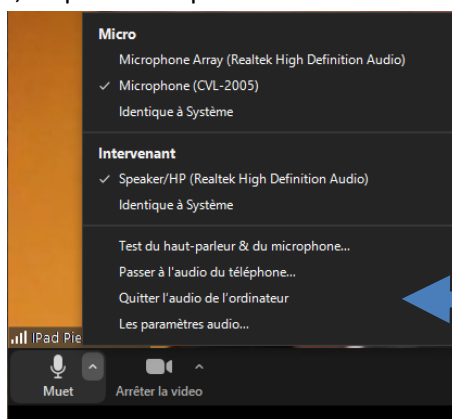 Micro
Microphone Array (Realtek High Definition Audio)
✓ Microphone (CVL-2005)
Identique à Système
Intervenant
✓ Speaker/HP (Realtek High Definition Audio)
Identique à Système
Test du haut-parleur & du microphone...
Passer à l'audio du téléphone...
Quitter l'audio de l'ordinateur
Les paramètres audio...
IPad Pie
Muet
Arrêter la video